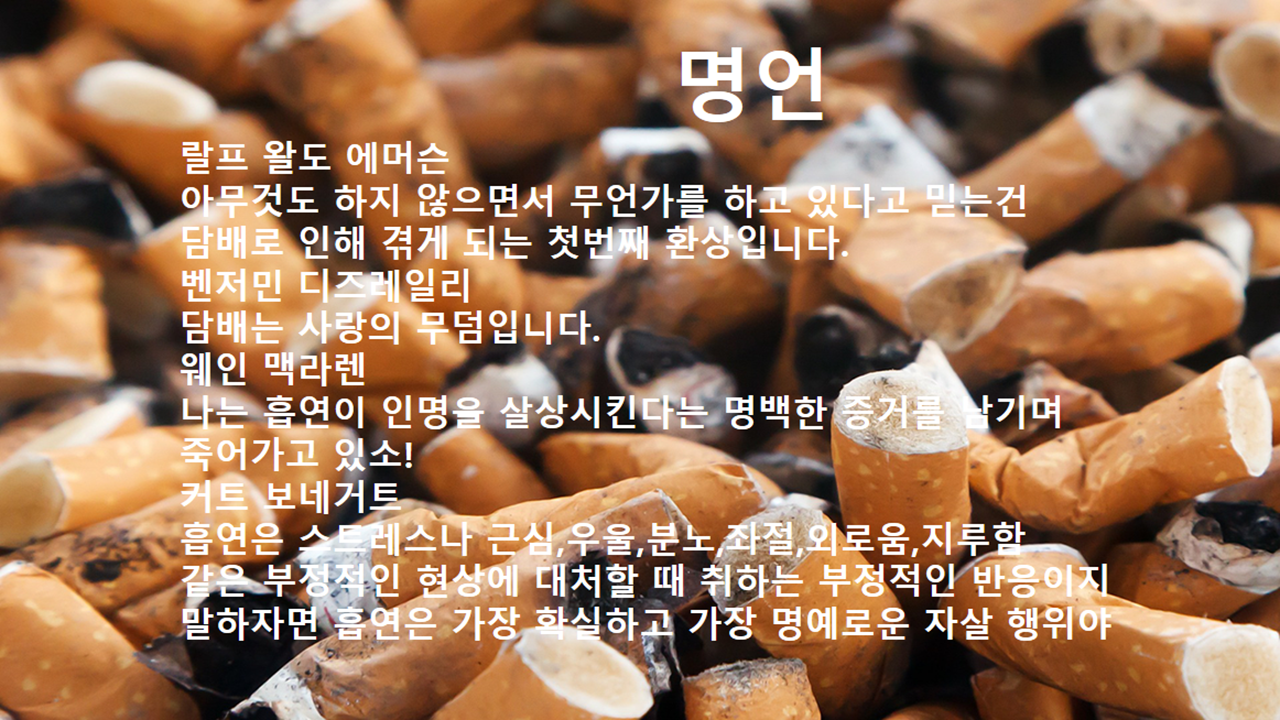 명언
랄프 왈도 에머슨
아무것도 하지 않으면서 무언가를 하고 있다고 믿는건
담배로 인해 겪게 되는 첫번째 환상입니다.
벤저민 디즈레일리
담배는 사랑의 무덤입니다.
웨인 맥라렌
나는 흡연이 인명을 살상시킨다는 명백한 증거를 남기며
죽어가고 있소!
커트 보네거트
흡연은 스트레스나 근심,우울,분노,좌절,외로움,지루함
같은 부정적인 현상에 대처할 때 취하는 부정적인 반응이지
말하자면 흡연은 가장 확실하고 가장 명예로운 자살 행위야